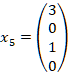 x₅ = (3
0
1
0)